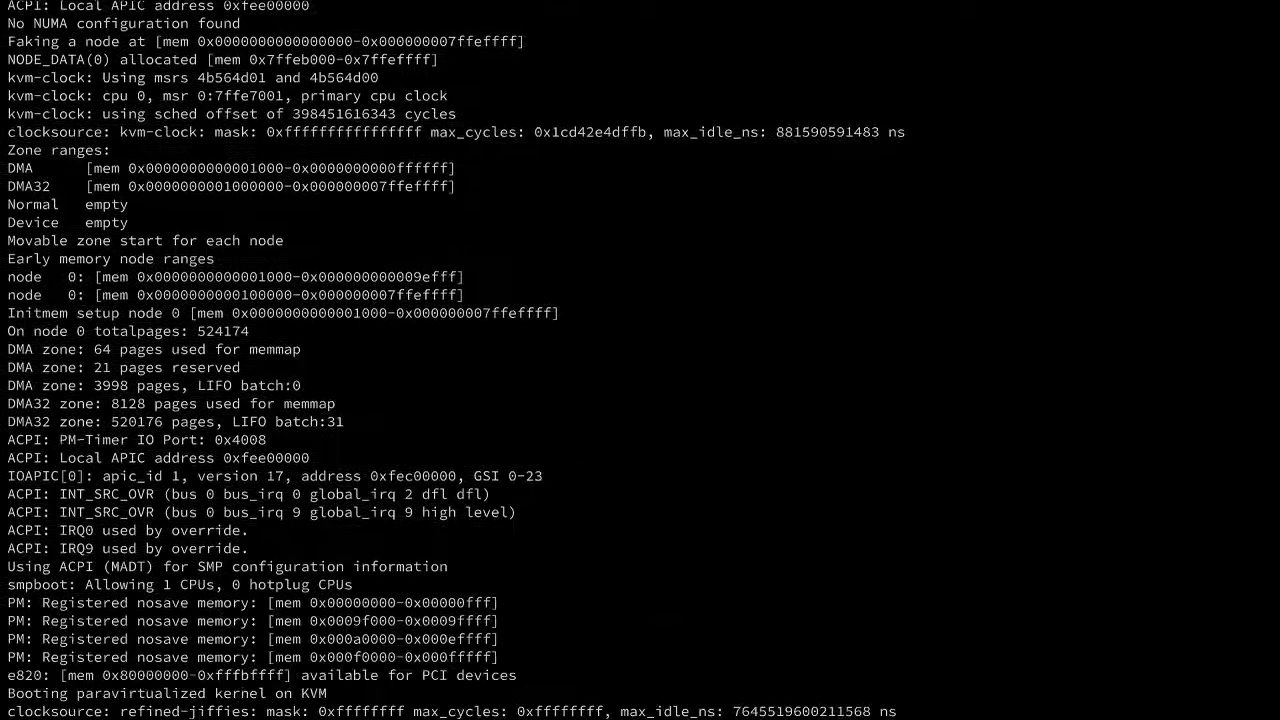 ACPI: Local APIC address 0xfee00000
No NUMA configuration found
Faking a node at [mem 0x0000000000000000-0x000000007ffeffff]
NODE_DATA(0) allocated [mem 0x7ffeb000-0x7ffeffff]
kvm-clock: Using msrs 4b564d01 and 4b564d00
kvm-clock: cpu 0, msr 0:7ffe7001, primary cpu clock
kvm-clock: using sched offset of 398451616343 cycles
clocksource: kvm-clock: mask: 0xffffffffffffffff max_cycles: 0x1cd42e4dffb, max_idle_ns: 881590591483 ns
Zone ranges:
DMA      [mem 0x0000000000001000-0x0000000000ffffff]
DMA32    [mem 0x0000000001000000-0x000000007ffeffff]
Normal   empty
Device   empty
Movable zone start for each node
Early memory node ranges
node   0: [mem 0x0000000000001000-0x000000000009efff]
node   0: [mem 0x0000000000100000-0x000000007ffeffff]
Initmem setup node 0 [mem 0x0000000000001000-0x000000007ffeffff]
On node 0 totalpages: 524174
DMA zone: 64 pages used for memmap
DMA zone: 21 pages reserved
DMA zone: 3998 pages, LIFO batch:0
DMA32 zone: 8128 pages used for memmap
DMA32 zone: 520176 pages, LIFO batch:31
ACPI: PM-Timer IO Port: 0x4008
ACPI: Local APIC address 0xfee00000
IOAPIC[0]: apic_id 1, version 17, address 0xfec00000, GSI 0-23
ACPI: INT_SRC_OVR (bus 0 bus_irq 0 global_irq 2 dfl dfl)
ACPI: INT_SRC_OVR (bus 0 bus_irq 9 global_irq 9 high level)
ACPI: IRQ0 used by override.
ACPI: IRQ9 used by override.
Using ACPI (MADT) for SMP configuration information
smpboot: Allowing 1 CPUs, 0 hotplug CPUs
PM: Registered nosave memory: [mem 0x00000000-0x00000fff]
PM: Registered nosave memory: [mem 0x0009f000-0x0009ffff]
PM: Registered nosave memory: [mem 0x000a0000-0x000effff]
PM: Registered nosave memory: [mem 0x000f0000-0x000fffff]
e820: [mem 0x80000000-0xfffbffff] available for PCI devices
Booting paravirtualized kernel on KVM
clocksource: refined-jiffies: mask: 0xffffffff max_cycles: 0xffffffff, max_idle_ns: 7645519600211568 ns